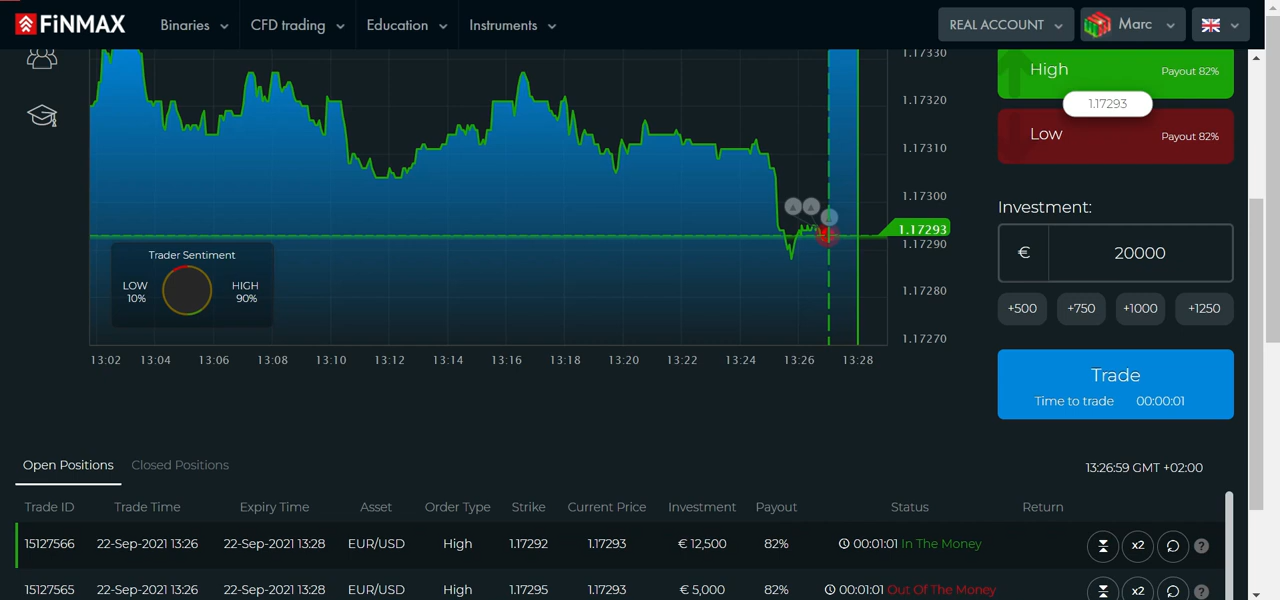 FiNMAX Binaries CFD trading Education Instruments REAL ACCOUNT Marc
1.17330
1.17320
1.17310
1.17300
1.17293
1.17290
1.17280
1.17270
Trader Sentiment
LOW HIGH
10% 90%
13:02 13:04 13:06 13:08 13:10 13:12 13:14 13:16 13:18 13:20 13:22 13:24 13:26 13:28
High Payout 82%
1.17293
Low Payout 82%
Investment:
€ 20000
+500 +750 +1000 +1250
Trade
Time to trade 00:00:01
Open Positions Closed Positions 13:26:59 GMT +02:00
Trade ID Trade Time Expiry Time Asset Order Type Strike Current Price Investment Payout Status Return
15127566 22-Sep-2021 13:26 22-Sep-2021 13:28 EUR/USD High 1.17292 1.17293 € 12,500 82% 00:01:01 In The Money x2 ?
15127565 22-Sep-2021 13:26 22-Sep-2021 13:28 EUR/USD High 1.17295 1.17293 € 5,000 82% 00:01:01 Out Of The Money x2 ?